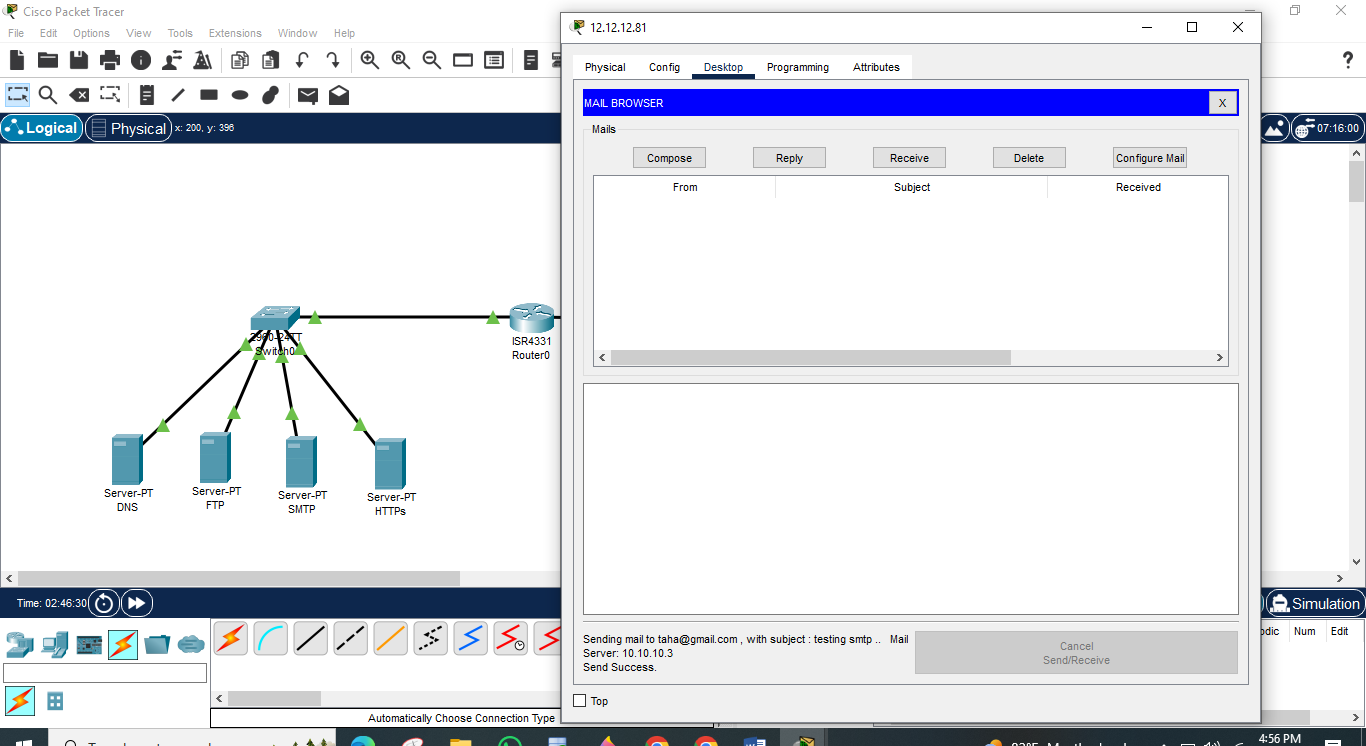 Cisco Packet Tracer
File Edit Options View Tools Extensions Window Help
Logical
Physical
x: 200, y: 396
07:16:00
2960-24TT
Switch0
ISR4331
Router0
Server-PT
DNS
Server-PT
FTP
Server-PT
SMTP
Server-PT
HTTPs
Time: 02:46:30
Simulation
Num Edit
Automatically Choose Connection Type
12.12.12.81
Physical Config Desktop Programming Attributes
MAIL BROWSER
X
Mails
Compose Reply Receive Delete Configure Mail
From Subject Received
Sending mail to taha@gmail.com , with subject : testing smtp .. Mail
Server: 10.10.10.3
Send Success.
Cancel
Send/Receive
Top
4:56 PM